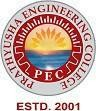 PRATHYUSHA ENGINEERING COLLEGE
PEC
ESTD. 2001